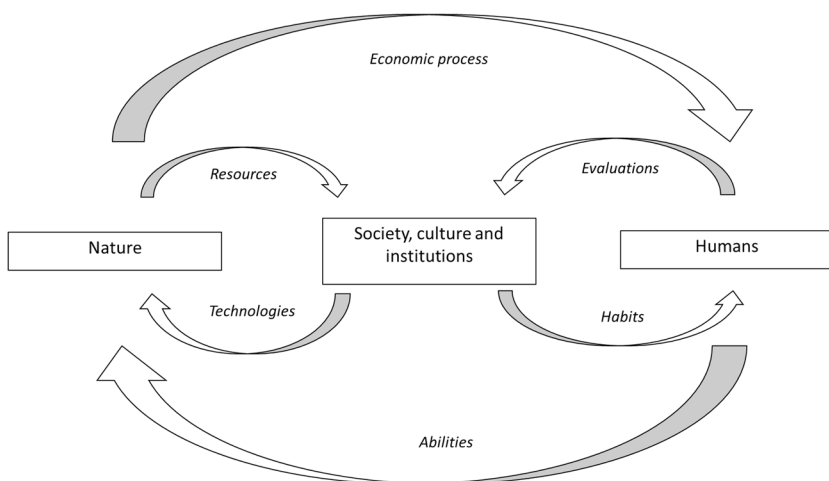 Economic process
Resources
Evaluations
Nature
Society, culture and
institutions
Humans
Technologies
Habits
Abilities